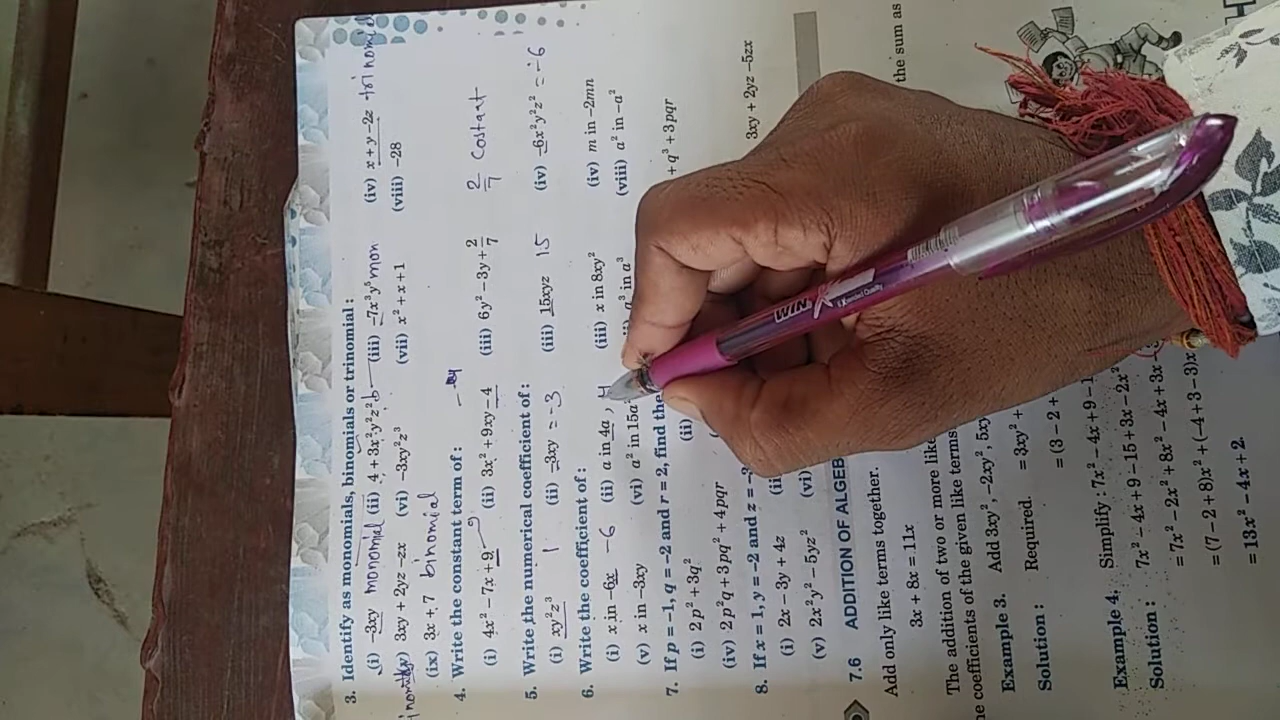 3. Identify as monomials, binomials or trinomial :
(i) −3xy monomial (ii) 4 + 3x²y²z² b (iii) −7x³y⁵ mon (iv) x + y − 2z trinomi
(v) 3xy + 2yz − zx (vi) −3xy²z³ (vii) x² + x + 1 (viii) −28
(ix) 3x + 7 binomial
4. Write the constant term of :
(i) 4x² − 7x + 9 9 (ii) 3x² + 9xy − 4 (iii) 6y² − 3y + 2/7 2/7 Costat
5. Write the numerical coefficient of :
(i) xy²z³ 1 (ii) −3xy = −3 (iii) 15xyz 15 (iv) −6x²y²z² = −6
6. Write the coefficient of :
(i) x in −6x −6 (ii) a in 4a, 4 (iii) x in 8xy² (iv) m in −2mn
(v) x in −3xy (vi) a² in 15a (viii) a² in −a²
7. If p = −1, q = −2 and r = 2, find the
(i) 2p² + 3q² (ii) + q³ + 3pqr
(iv) 2p²q + 3pq² + 4pqr
8. If x = 1, y = −2 and z = −
(i) 2x − 3y + 4z 3xy + 2yz − 5zx
(v) 2x²y² − 5yz² (vi)
7.6 ADDITION OF ALGEB
Add only like terms together.
3x + 8x = 11x
The addition of two or more like the sum as
he coefficients of the given like terms
Example 3. Add 3xy², −2xy², 5xy
Solution : Required = 3xy² +
= (3 − 2 +
Example 4. Simplify : 7x² − 4x + 9 − 1
Solution : 7x² − 4x + 9 − 15 + 3x − 2x²
= 7x² − 2x² + 8x² − 4x + 3x
= (7 − 2 + 8)x² + (−4 + 3 − 3)x
= 13x² − 4x + 2.
WIN